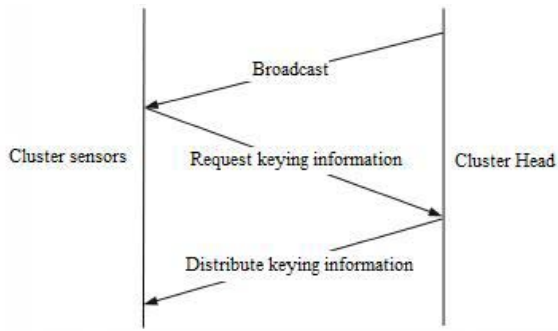 Broadcast
Cluster sensors
Request keying information
Cluster Head
Distribute keying information